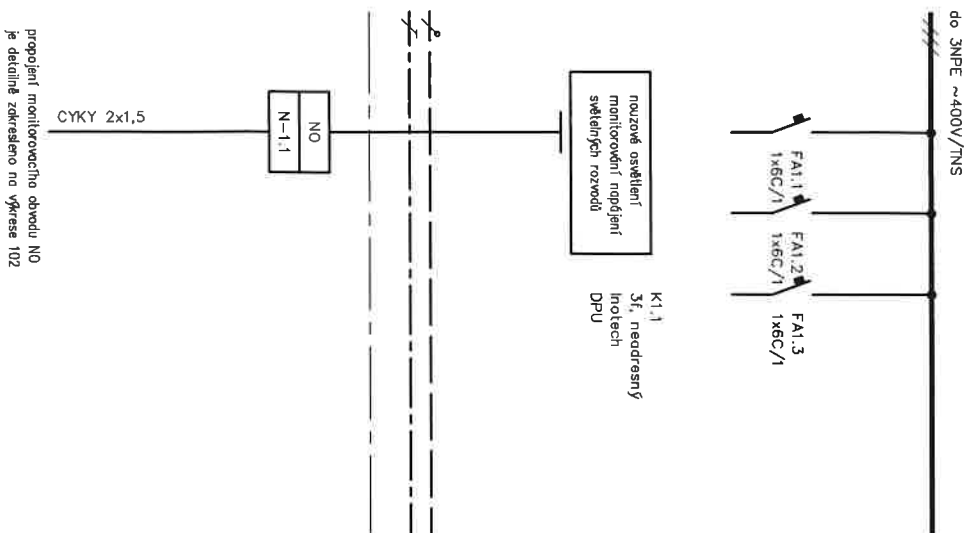 do 3NPE ~400V/TNS
FA1.1
1x6C/1
FA1.2
1x6C/1
FA1.3
1x6C/1
nouzové osvětlení
monitorování napájení
světelných rozvodů
K1.1
3f, neadresný
Inotech
DPU
NO
N-1.1
CYKY 2x1,5
propojení monitorovacího obvodu NO
je detailně zakresleno na výkrese 102